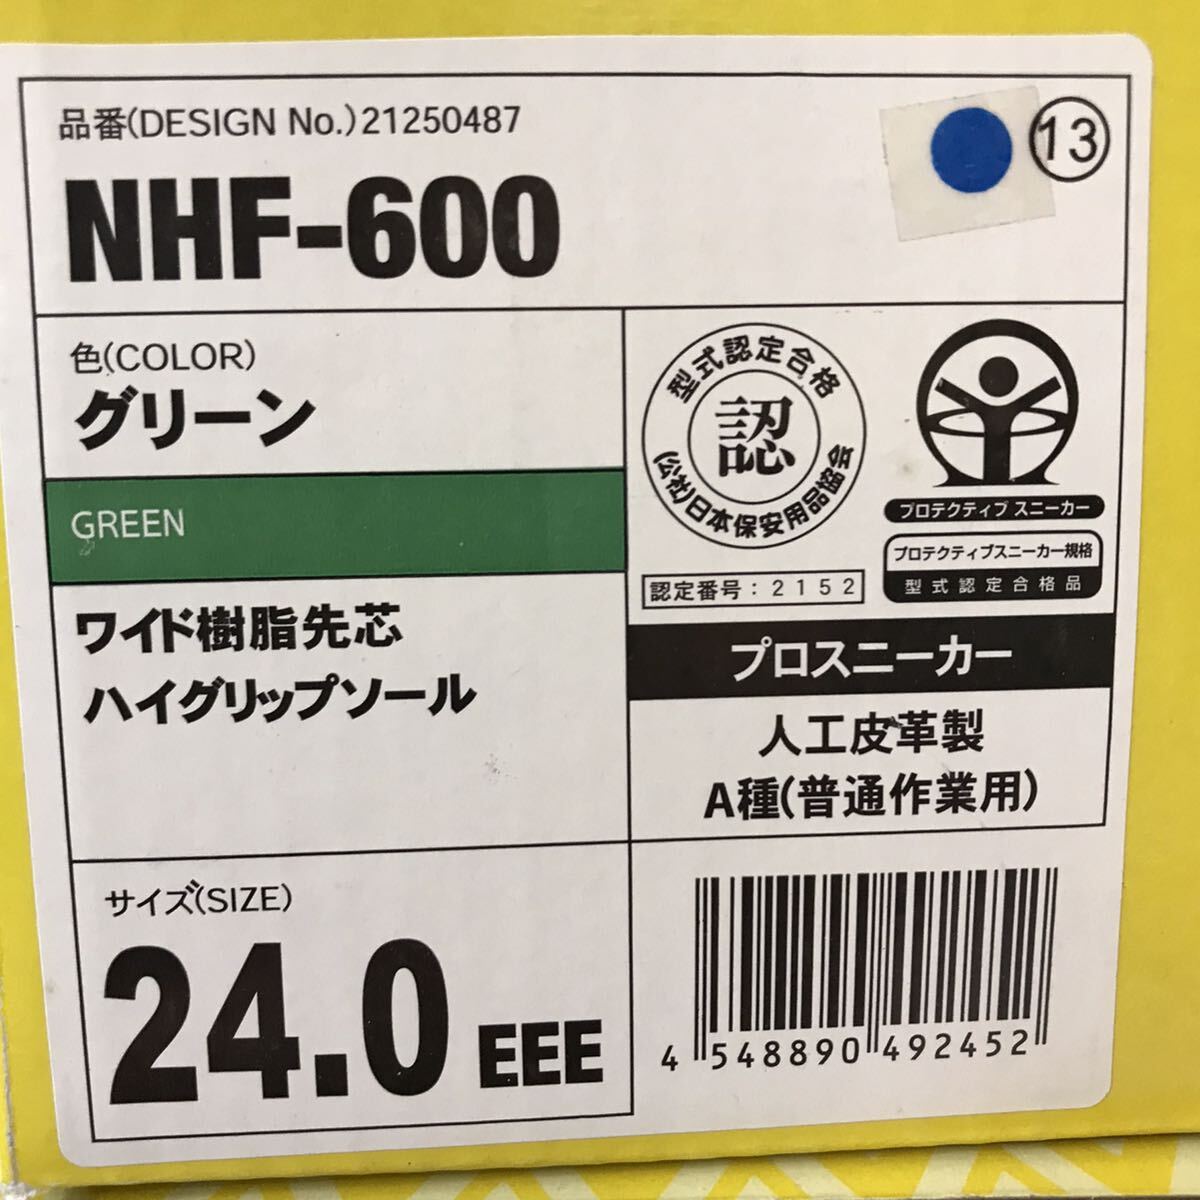 品番(DESIGN No.)21250487
13
NHF-600
色(COLOR)
グリーン
GREEN
ワイド樹脂先芯
ハイグリップソール
型式認定合格
認
(公社)日本保安用品協会
認定番号：2152
プロテクティブ スニーカー
プロテクティブスニーカー規格
型式認定合格品
プロスニーカー
人工皮革製
A種(普通作業用)
サイズ(SIZE)
24.0 EEE
4 548890 492452